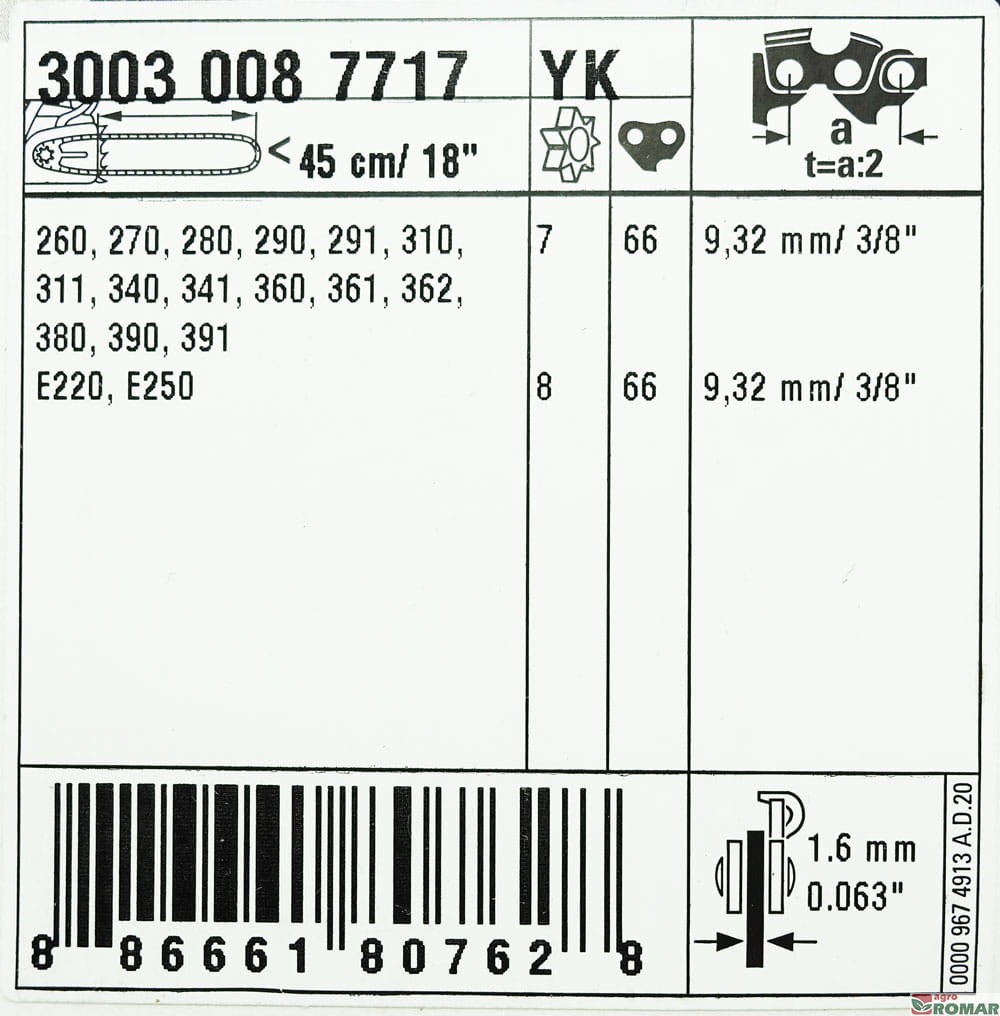 3003 008 7717 YK
a
t=a:2
< 45 cm/ 18"
260, 270, 280, 290, 291, 310, 7 66 9,32 mm/ 3/8"
311, 340, 341, 360, 361, 362,
380, 390, 391
E220, E250 8 66 9,32 mm/ 3/8"
1.6 mm
0.063"
8 86661 80762 8
0000 967 4913 A.D.20
agro
ROMAR